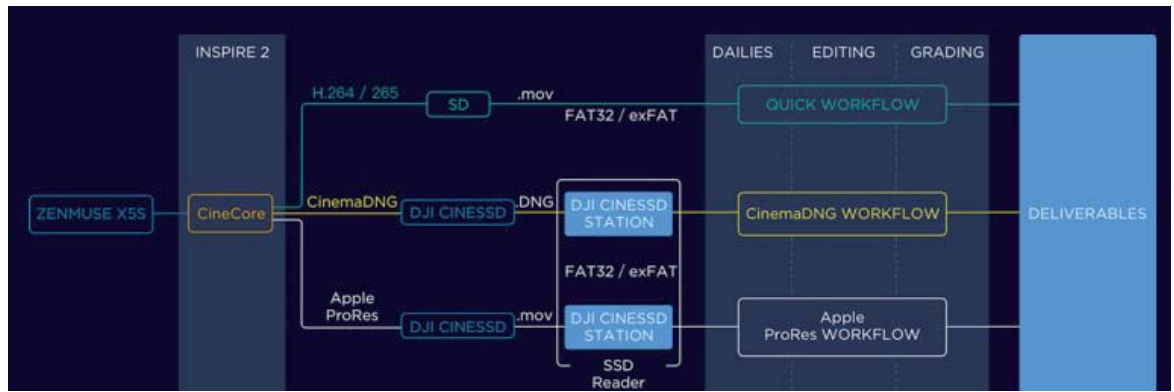 INSPIRE 2
DAILIES EDITING GRADING
H.264 / 265
SD
.mov
FAT32 / exFAT
QUICK WORKFLOW
ZENMUSE X5S
CineCore
CinemaDNG
DJI CINESSD
.DNG
DJI CINESSD
STATION
CinemaDNG WORKFLOW
DELIVERABLES
FAT32 / exFAT
Apple
ProRes
DJI CINESSD
.mov
DJI CINESSD
STATION
Apple
ProRes WORKFLOW
SSD
Reader